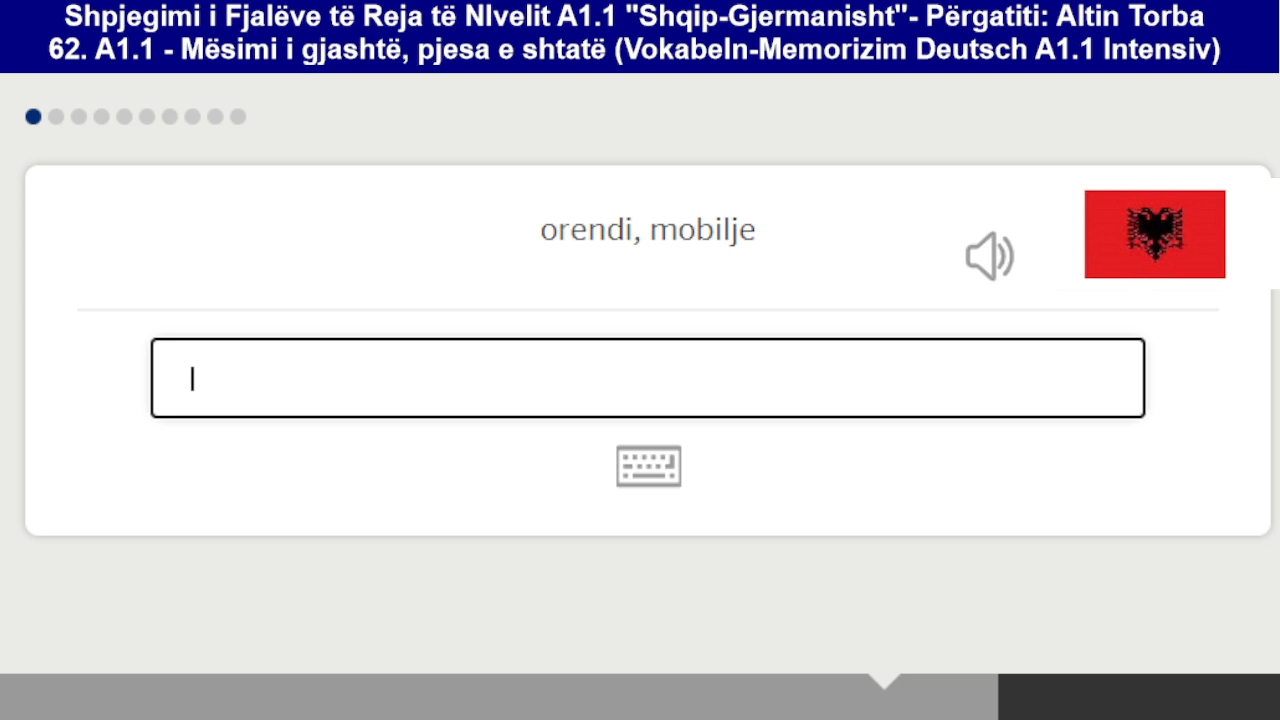 Shpjegimi i Fjalëve të Reja të NIvelit A1.1 "Shqip-Gjermanisht"- Përgatiti: Altin Torba
62. A1.1 - Mësimi i gjashtë, pjesa e shtatë (Vokabeln-Memorizim Deutsch A1.1 Intensiv)
orendi, mobilje